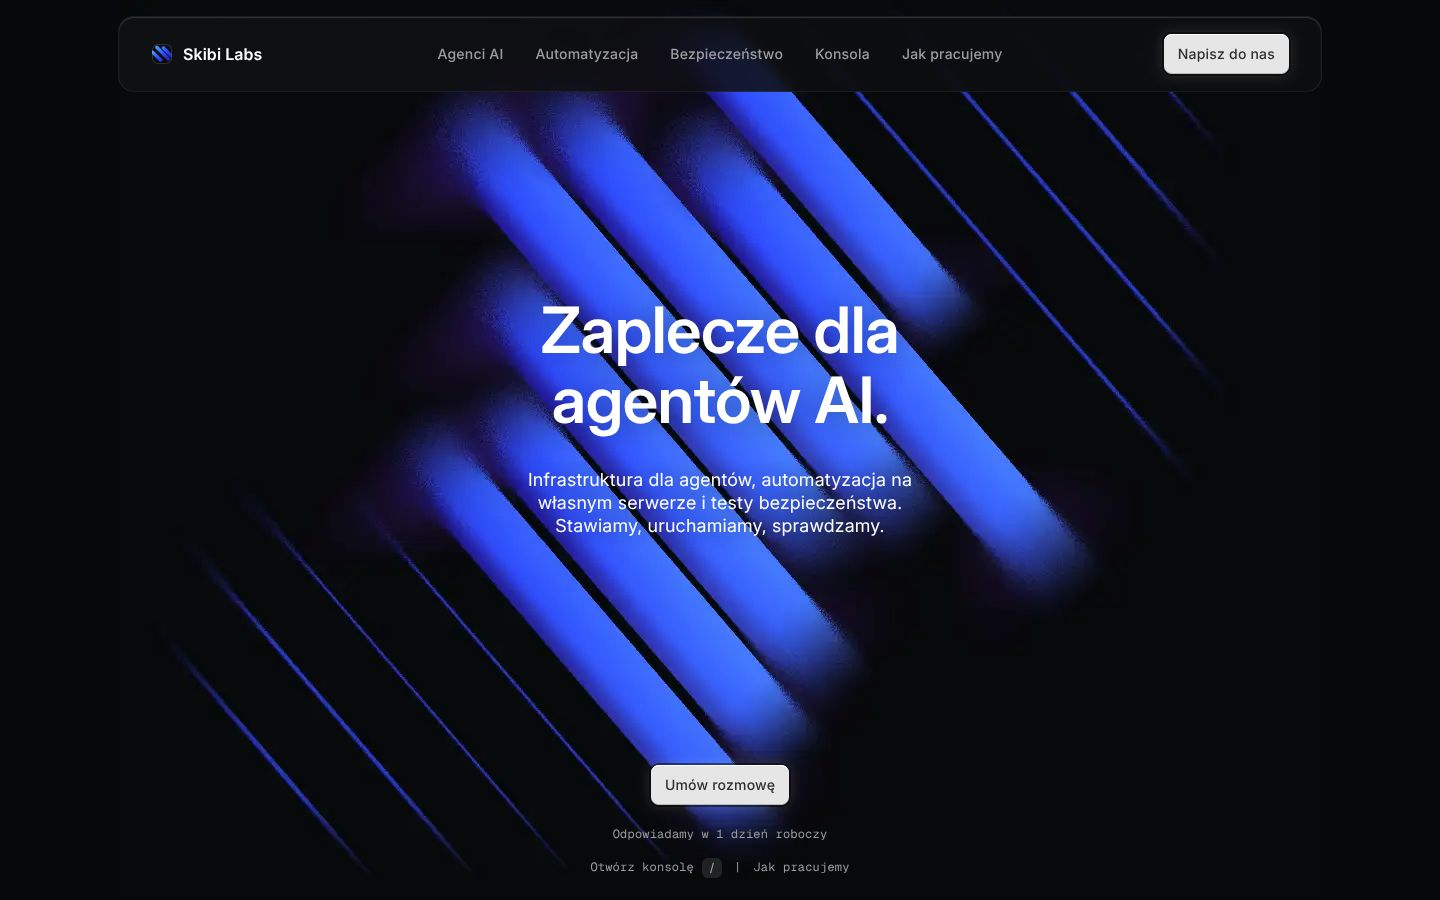 Skibi Labs
Agenci AI
Automatyzacja
Bezpieczeństwo
Konsola
Jak pracujemy
Napisz do nas
Zaplecze dla
agentów AI.
Infrastruktura dla agentów, automatyzacja na
własnym serwerze i testy bezpieczeństwa.
Stawiamy, uruchamiamy, sprawdzamy.
Umów rozmowę
Odpowiadamy w 1 dzień roboczy
Otwórz konsolę / | Jak pracujemy